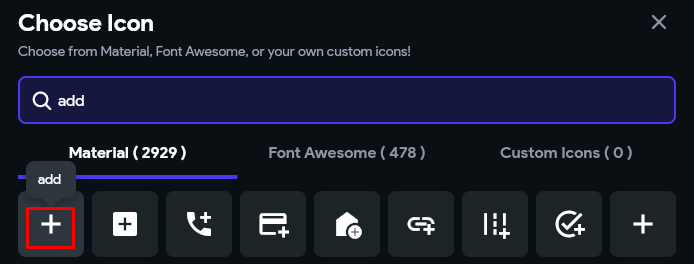 Choose Icon
Choose from Material, Font Awesome, or your own custom icons!
add
Material ( 2929 ) Font Awesome ( 478 ) Custom Icons ( 0 )
add